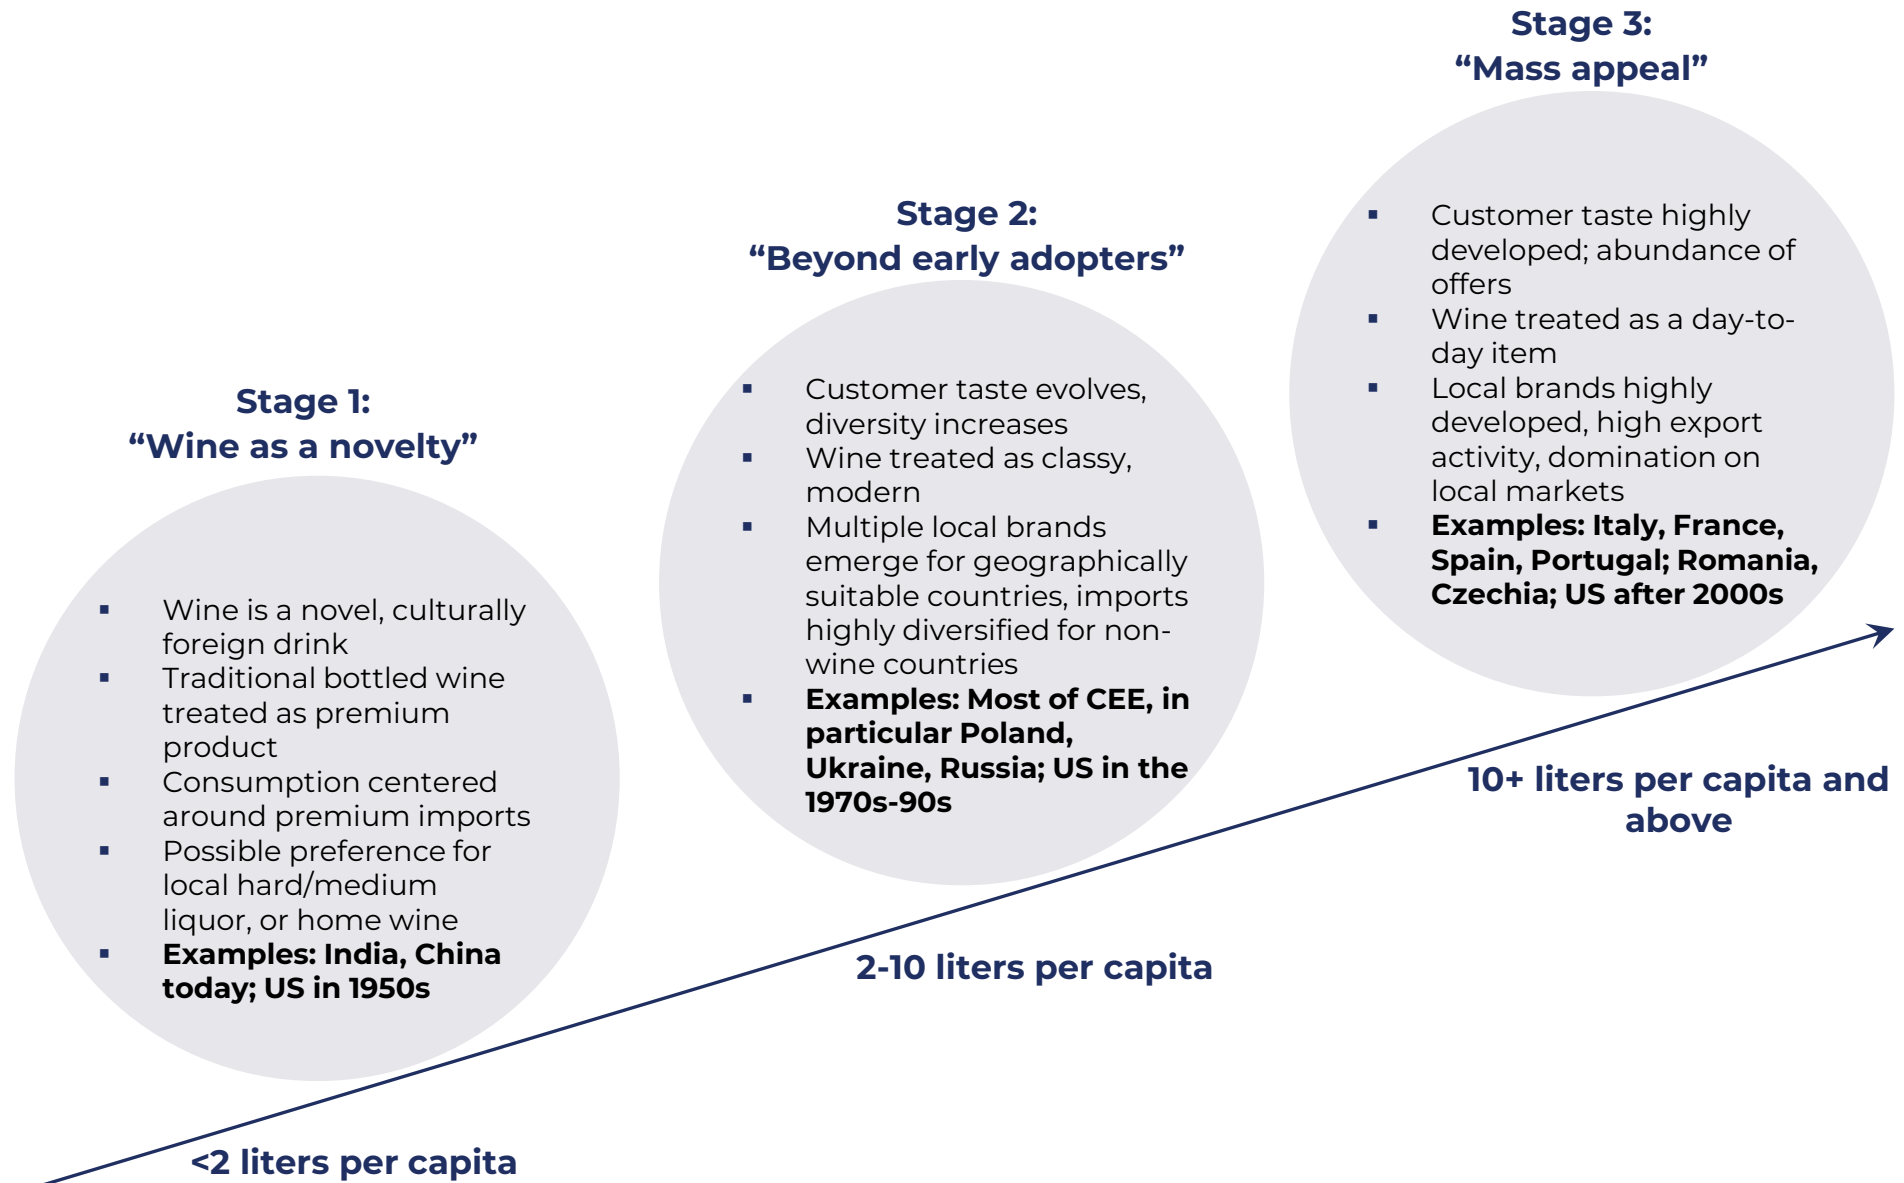 Stage 1:
“Wine as a novelty”
▪ Wine is a novel, culturally
foreign drink
▪ Traditional bottled wine
treated as premium
product
▪ Consumption centered
around premium imports
▪ Possible preference for
local hard/medium
liquor, or home wine
▪ Examples: India, China
today; US in 1950s
<2 liters per capita
Stage 2:
“Beyond early adopters”
▪ Customer taste evolves,
diversity increases
▪ Wine treated as classy,
modern
▪ Multiple local brands
emerge for geographically
suitable countries, imports
highly diversified for non-
wine countries
▪ Examples: Most of CEE, in
particular Poland,
Ukraine, Russia; US in the
1970s-90s
2-10 liters per capita
Stage 3:
“Mass appeal”
▪ Customer taste highly
developed; abundance of
offers
▪ Wine treated as a day-to-
day item
▪ Local brands highly
developed, high export
activity, domination on
local markets
▪ Examples: Italy, France,
Spain, Portugal; Romania,
Czechia; US after 2000s
10+ liters per capita and
above